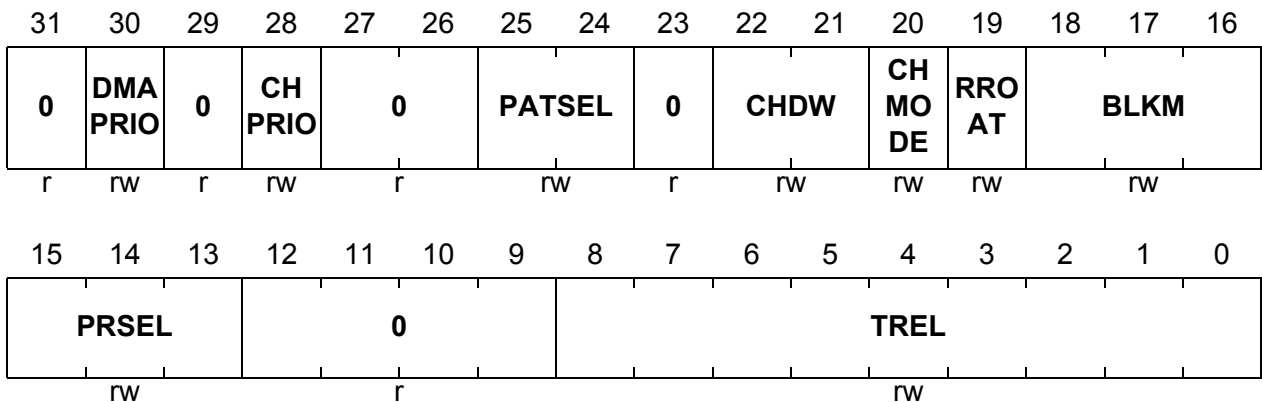 31 30 29 28 27 26 25 24 23 22 21 20 19 18 17 16
0 DMA PRIO 0 CH PRIO 0 PATSEL 0 CHDW CH MO DE RRO AT BLKM
r rw r rw r rw r rw rw rw rw
15 14 13 12 11 10 9 8 7 6 5 4 3 2 1 0
PRSEL 0 TREL
rw r rw